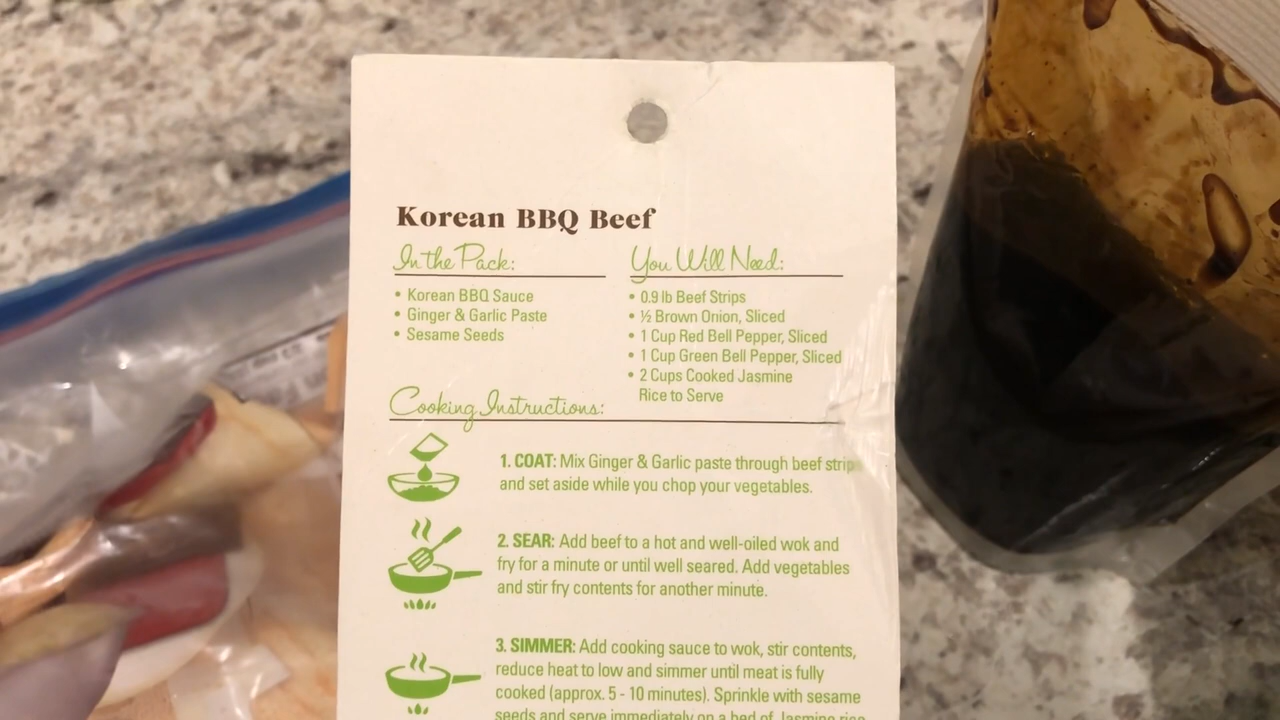 Korean BBQ Beef
In the Pack:
• Korean BBQ Sauce
• Ginger & Garlic Paste
• Sesame Seeds
You Will Need:
• 0.9 lb Beef Strips
• ½ Brown Onion, Sliced
• 1 Cup Red Bell Pepper, Sliced
• 1 Cup Green Bell Pepper, Sliced
• 2 Cups Cooked Jasmine
Rice to Serve
Cooking Instructions:
1. COAT: Mix Ginger & Garlic paste through beef strips
and set aside while you chop your vegetables.
2. SEAR: Add beef to a hot and well-oiled wok and
fry for a minute or until well seared. Add vegetables
and stir fry contents for another minute.
3. SIMMER: Add cooking sauce to wok, stir contents,
reduce heat to low and simmer until meat is fully
cooked (approx. 5 - 10 minutes). Sprinkle with sesame
seeds and serve immediately on a bed of Jasmine rice